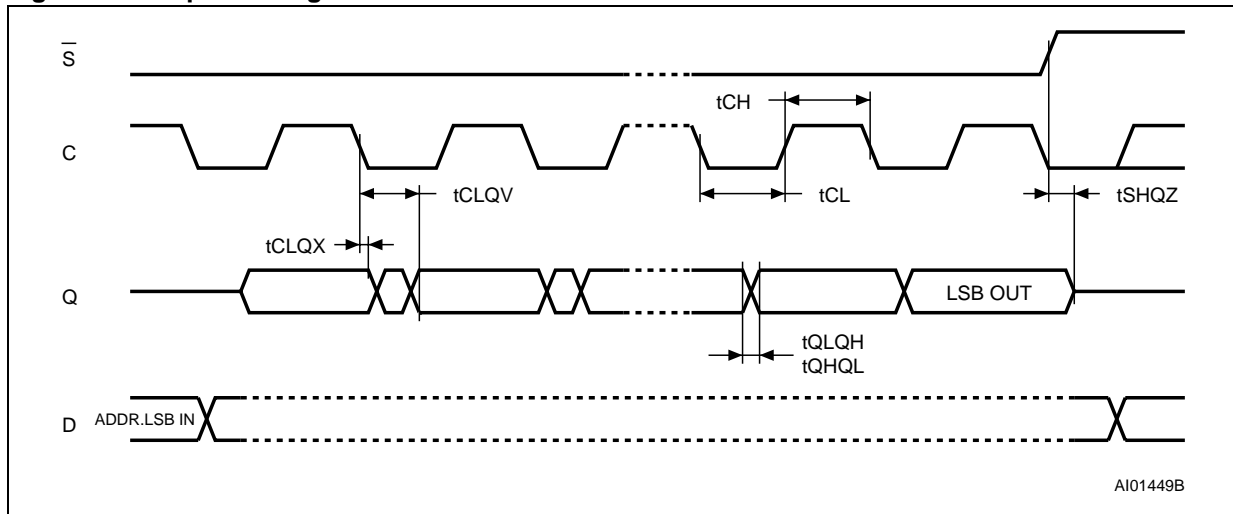 S
tCH
C
tCLQV
tCL
tSHQZ
tCLQX
Q
LSB OUT
tQLQH
tQHQL
D
ADDR.LSB IN
AI01449B